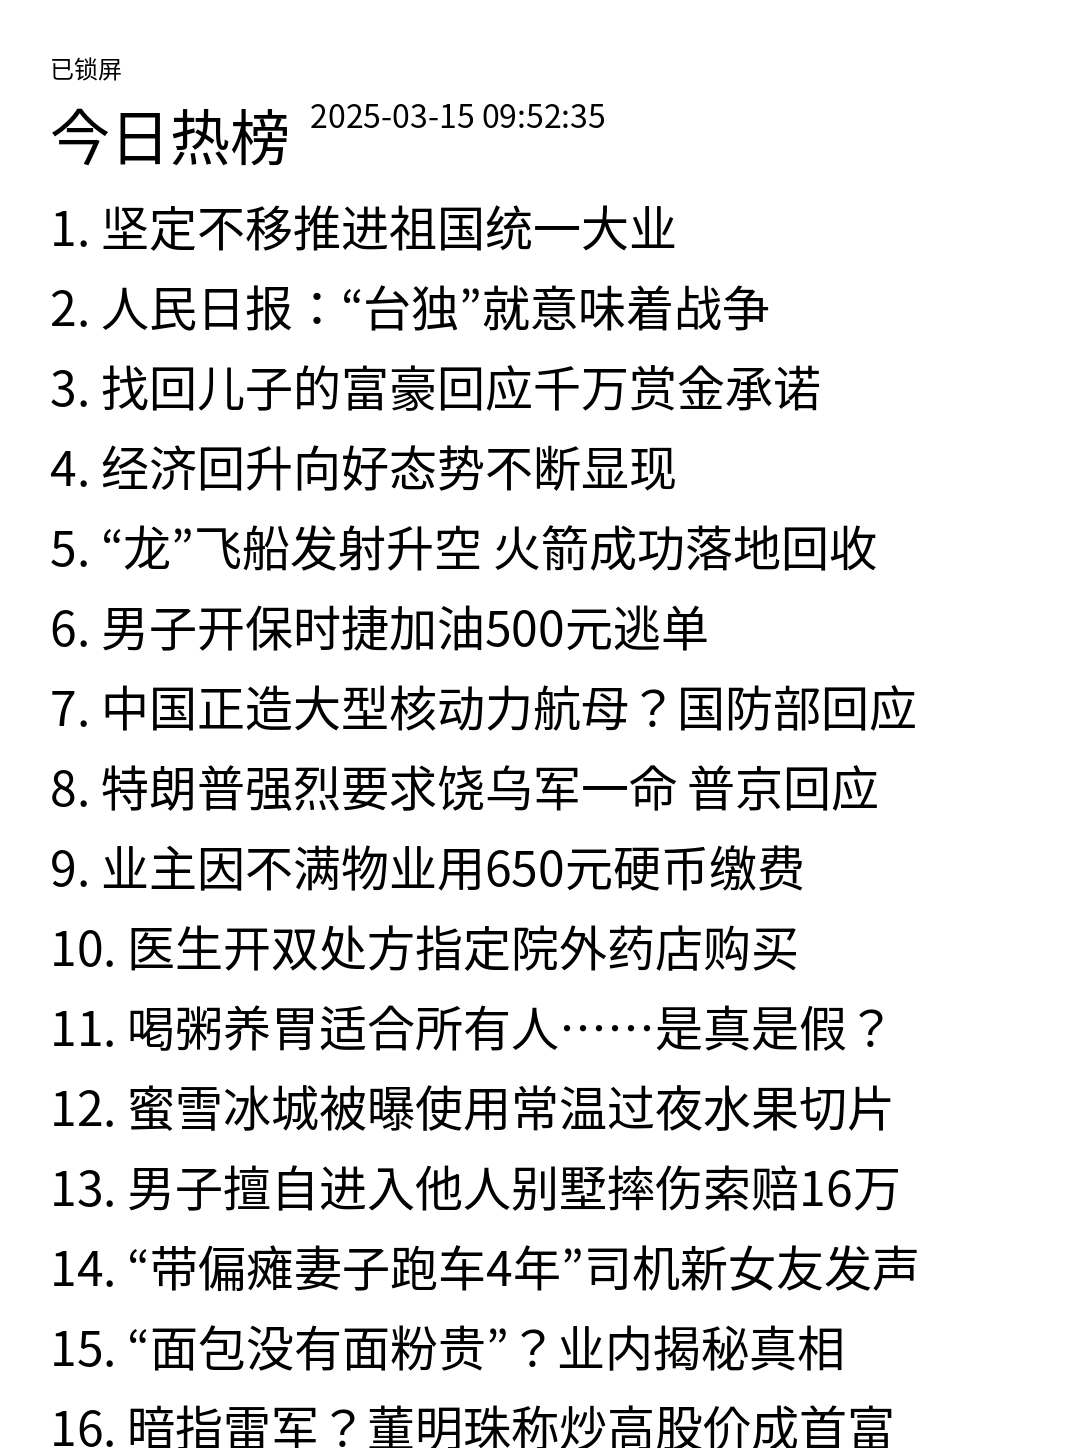 已锁屏
今日热榜 2025-03-15 09:52:35
1. 坚定不移推进祖国统一大业
2. 人民日报：“台独”就意味着战争
3. 找回儿子的富豪回应千万赏金承诺
4. 经济回升向好态势不断显现
5. “龙”飞船发射升空 火箭成功落地回收
6. 男子开保时捷加油500元逃单
7. 中国正造大型核动力航母？国防部回应
8. 特朗普强烈要求饶乌军一命 普京回应
9. 业主因不满物业用650元硬币缴费
10. 医生开双处方指定院外药店购买
11. 喝粥养胃适合所有人……是真是假？
12. 蜜雪冰城被曝使用常温过夜水果切片
13. 男子擅自进入他人别墅摔伤索赔16万
14. “带偏瘫妻子跑车4年”司机新女友发声
15. “面包没有面粉贵”？业内揭秘真相
16. 暗指雷军？董明珠称炒高股价成首富